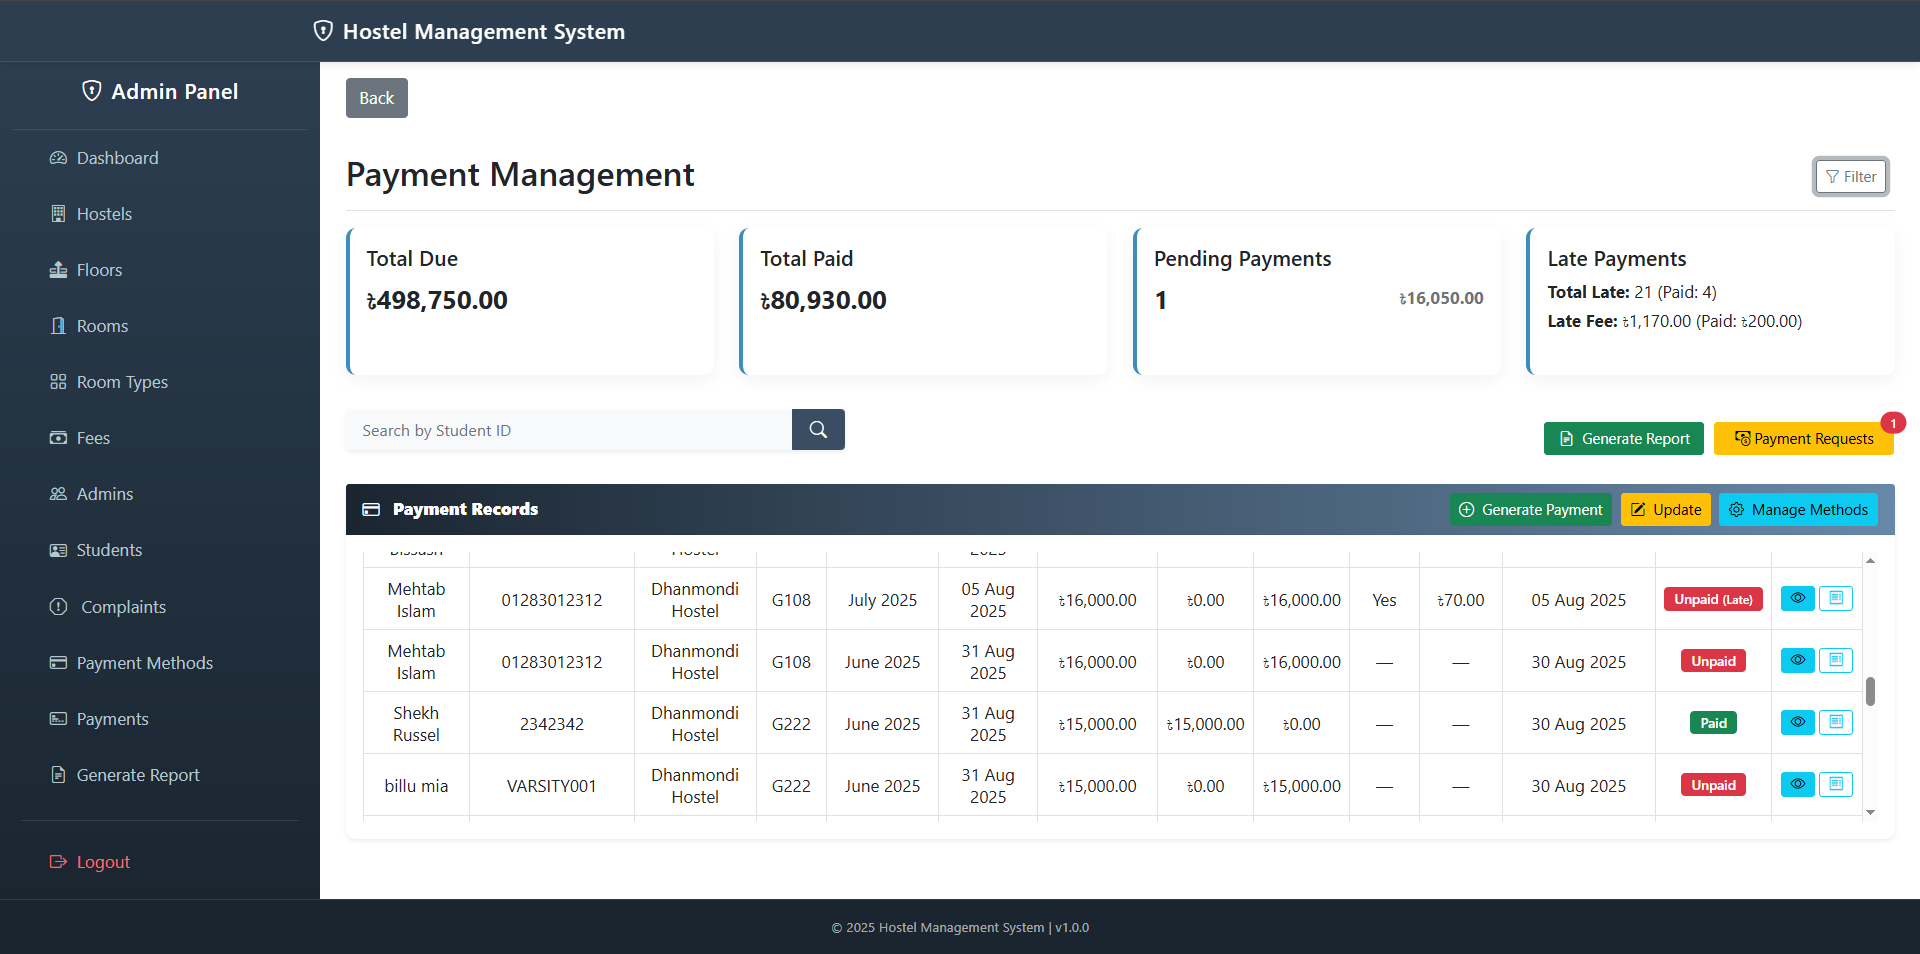 Hostel Management System
Admin Panel
Dashboard
Hostels
Floors
Rooms
Room Types
Fees
Admins
Students
Complaints
Payment Methods
Payments
Generate Report
Logout
Back
Payment Management
Filter
Total Due
৳498,750.00
Total Paid
৳80,930.00
Pending Payments
1 ৳16,050.00
Late Payments
Total Late: 21 (Paid: 4)
Late Fee: ৳1,170.00 (Paid: ৳200.00)
Search by Student ID
Generate Report
Payment Requests
1
Payment Records
Generate Payment
Update
Manage Methods
Mehtab Islam 01283012312 Dhanmondi Hostel G108 July 2025 05 Aug 2025 ৳16,000.00 ৳0.00 ৳16,000.00 Yes ৳70.00 05 Aug 2025 Unpaid (Late)
Mehtab Islam 01283012312 Dhanmondi Hostel G108 June 2025 31 Aug 2025 ৳16,000.00 ৳0.00 ৳16,000.00 — — 30 Aug 2025 Unpaid
Shekh Russel 2342342 Dhanmondi Hostel G222 June 2025 31 Aug 2025 ৳15,000.00 ৳15,000.00 ৳0.00 — — 30 Aug 2025 Paid
billu mia VARSITY001 Dhanmondi Hostel G222 June 2025 31 Aug 2025 ৳15,000.00 ৳0.00 ৳15,000.00 — — 30 Aug 2025 Unpaid
© 2025 Hostel Management System | v1.0.0